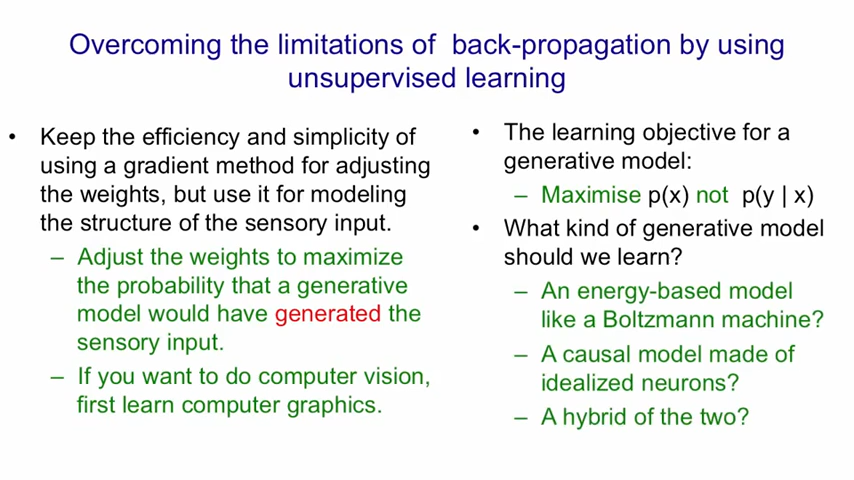 Overcoming the limitations of back-propagation by using
unsupervised learning
• Keep the efficiency and simplicity of
using a gradient method for adjusting
the weights, but use it for modeling
the structure of the sensory input.
– Adjust the weights to maximize
the probability that a generative
model would have generated the
sensory input.
– If you want to do computer vision,
first learn computer graphics.
• The learning objective for a
generative model:
– Maximise p(x) not p(y | x)
• What kind of generative model
should we learn?
– An energy-based model
like a Boltzmann machine?
– A causal model made of
idealized neurons?
– A hybrid of the two?